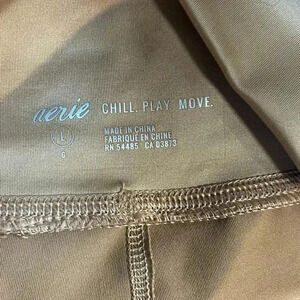 aerie CHILL. PLAY. MOVE.
L
G
MADE IN CHINA
FABRIQUÉ EN CHINE
RN 54485 CA 03873